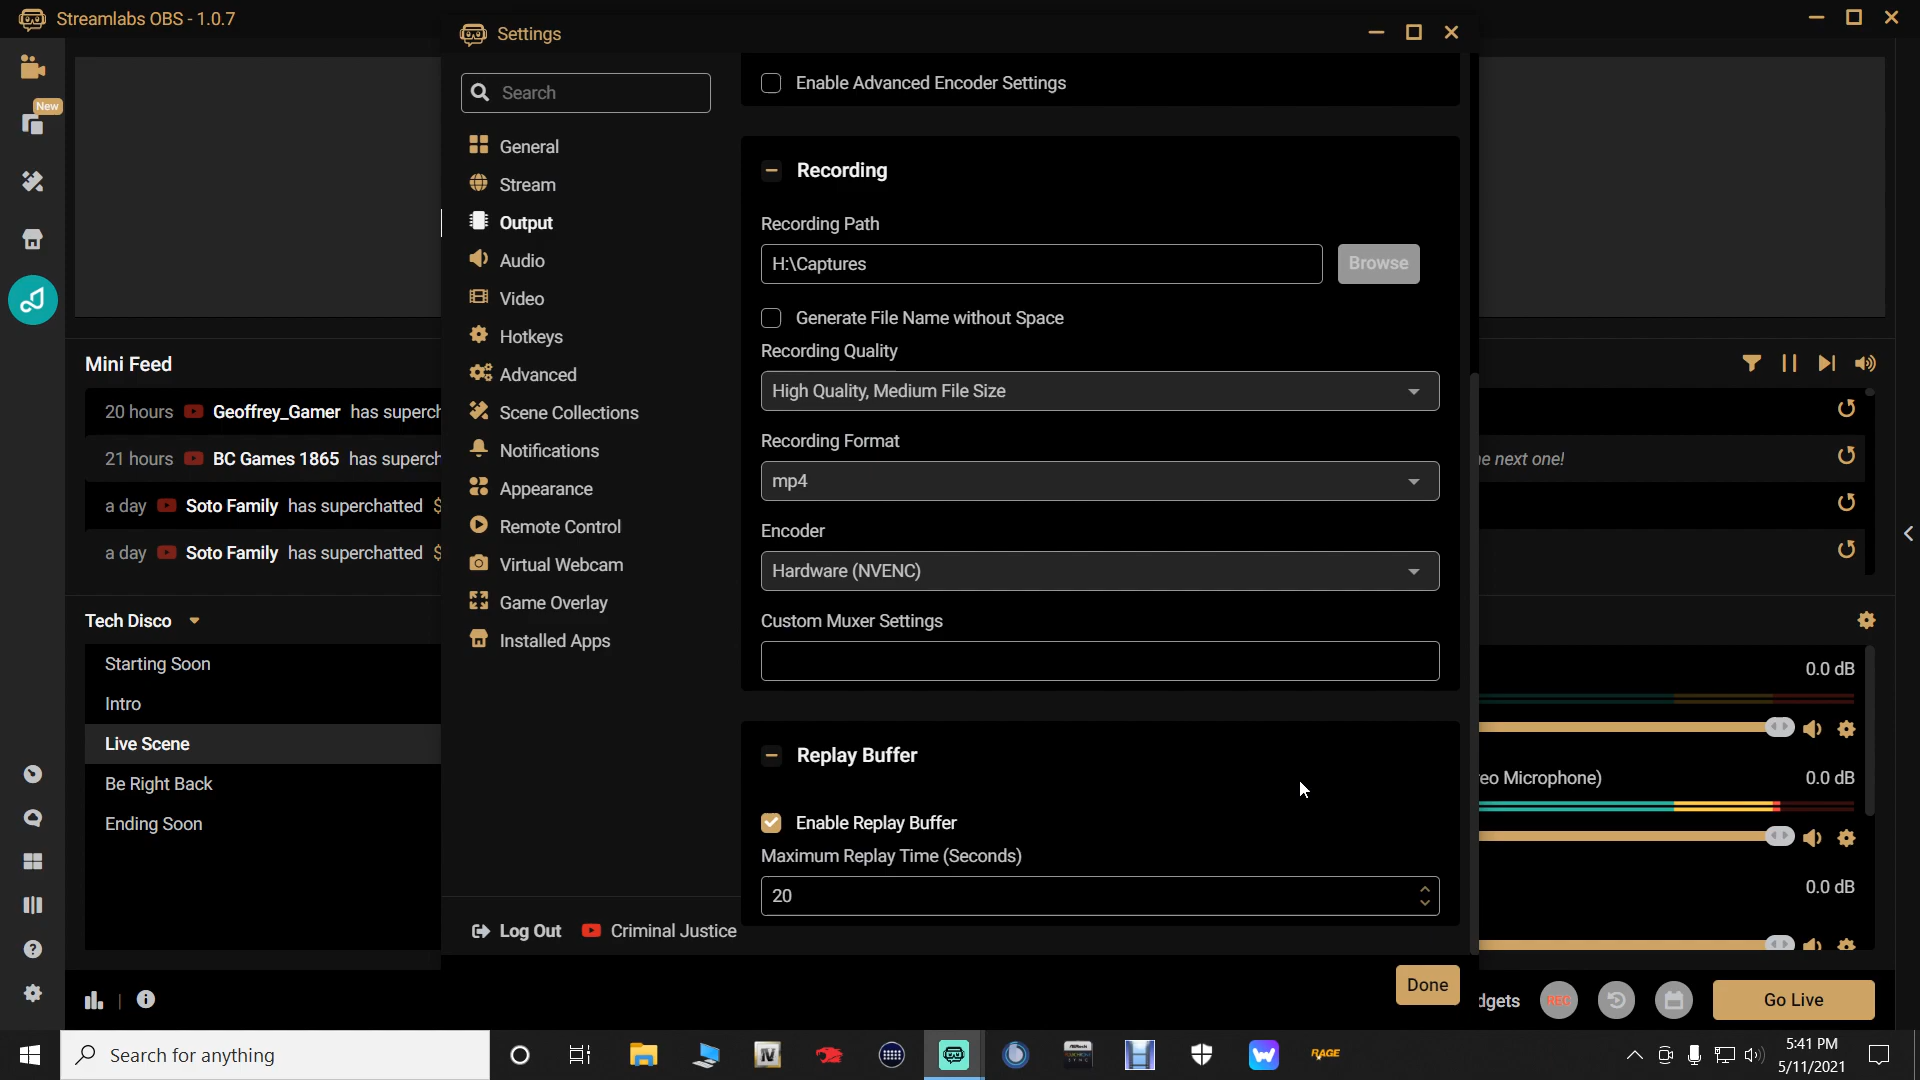 Streamlabs OBS - 1.0.7
Settings
New
Search
General
Stream
Output
Audio
Video
Hotkeys
Advanced
Scene Collections
Notifications
Appearance
Remote Control
Virtual Webcam
Game Overlay
Installed Apps
Log Out
Criminal Justice
Enable Advanced Encoder Settings
Recording
Recording Path
H:\Captures
Browse
Generate File Name without Space
Recording Quality
High Quality, Medium File Size
Recording Format
mp4
Encoder
Hardware (NVENC)
Custom Muxer Settings
Replay Buffer
Enable Replay Buffer
Maximum Replay Time (Seconds)
20
Done
Mini Feed
20 hours Geoffrey_Gamer has superch
21 hours BC Games 1865 has superch
a day Soto Family has superchatted $
a day Soto Family has superchatted $
Tech Disco
Starting Soon
Intro
Live Scene
Be Right Back
Ending Soon
e next one!
0.0 dB
eo Microphone)
0.0 dB
0.0 dB
dgets
REC
Go Live
Search for anything
IV
RAGE
5:41 PM
5/11/2021